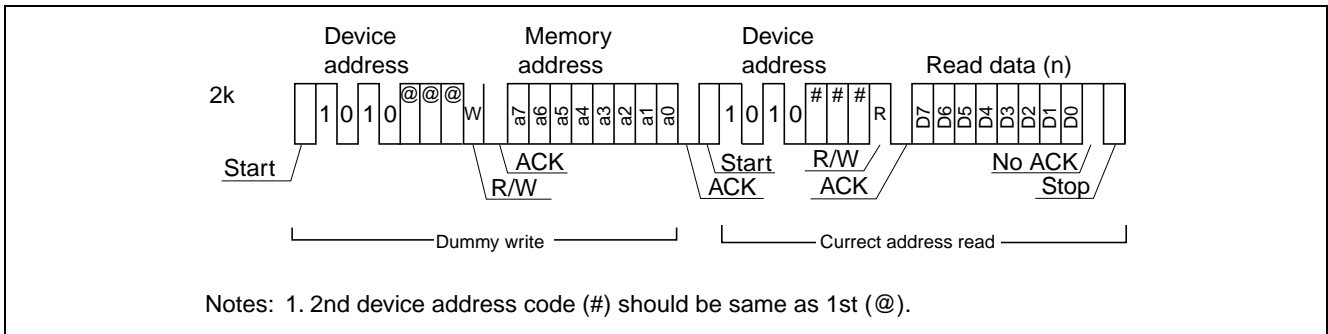 Device address Memory address Device address Read data (n)
2k
1 0 1 0 @ @ @ W a7 a6 a5 a4 a3 a2 a1 a0 1 0 1 0 # # # R D7 D6 D5 D4 D3 D2 D1 D0
Start ACK Start R/W No ACK
R/W ACK ACK Stop
Dummy write Currect address read
Notes: 1. 2nd device address code (#) should be same as 1st (@).